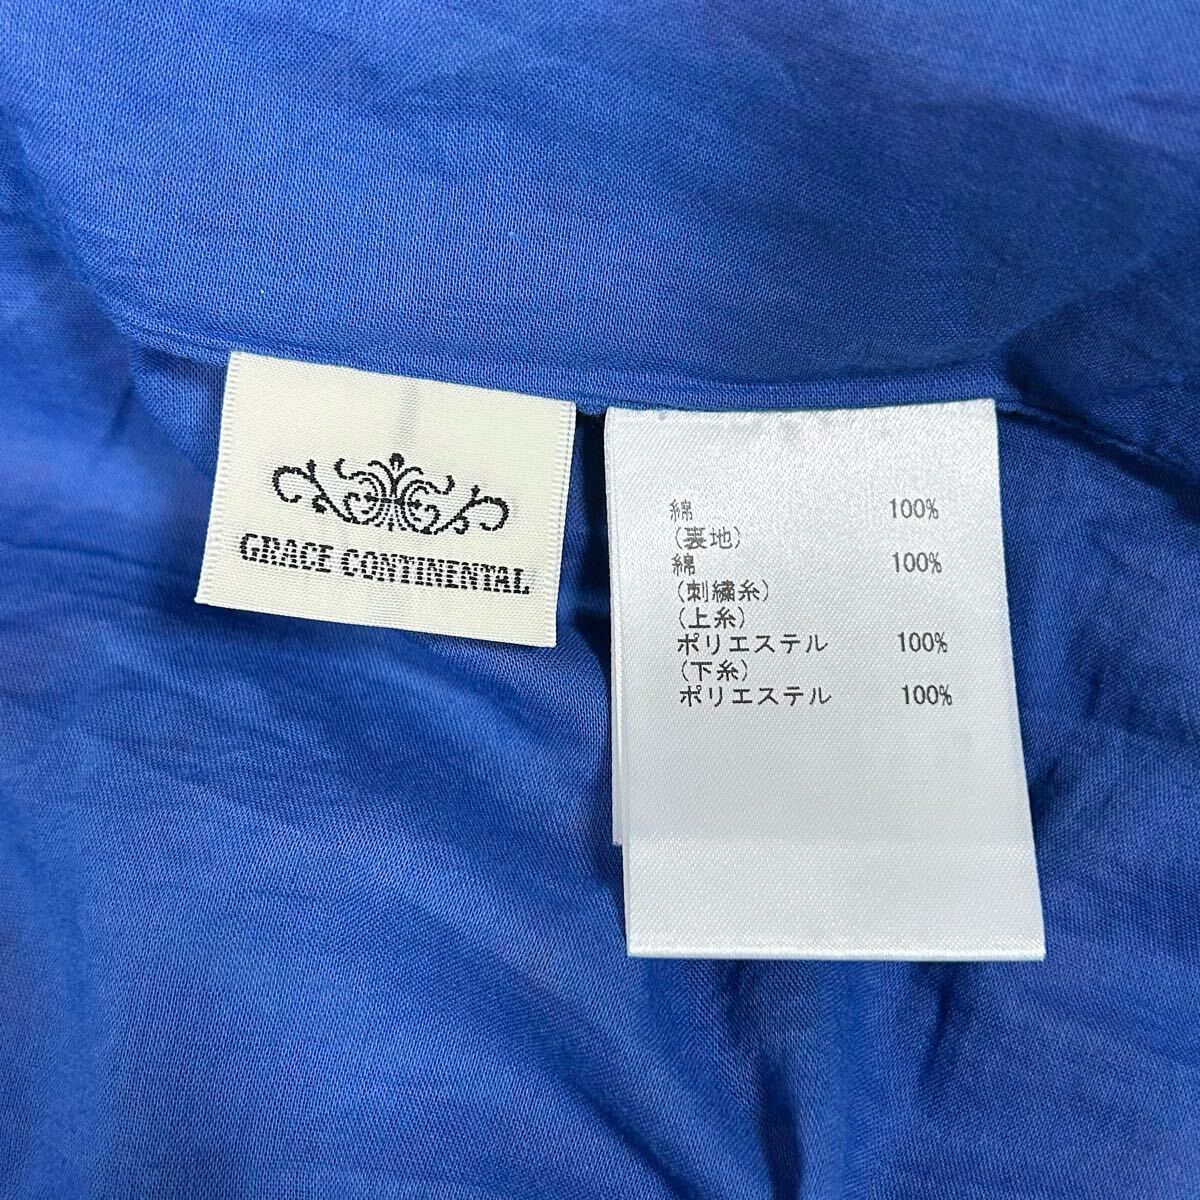 GRACE CONTINENTAL
綿 100%
(裏地)
綿 100%
(刺繍糸)
(上糸)
ポリエステル 100%
(下糸)
ポリエステル 100%